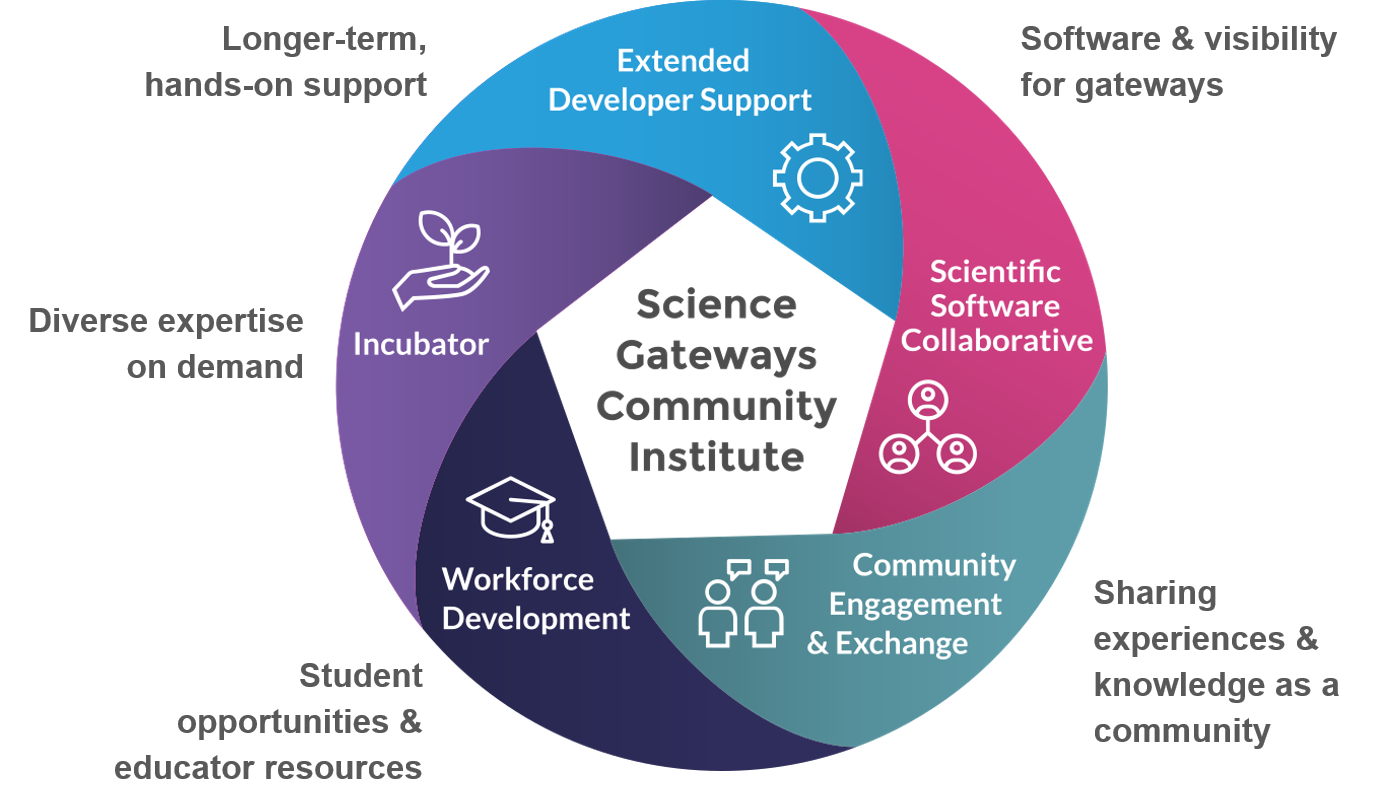 Longer-term,
hands-on support
Extended
Developer Support
Software & visibility
for gateways
Incubator
Diverse expertise
on demand
Science
Gateways
Community
Institute
Scientific
Software
Collaborative
Workforce
Development
Student
opportunities &
educator resources
Community
Engagement
& Exchange
Sharing
experiences &
knowledge as a
community